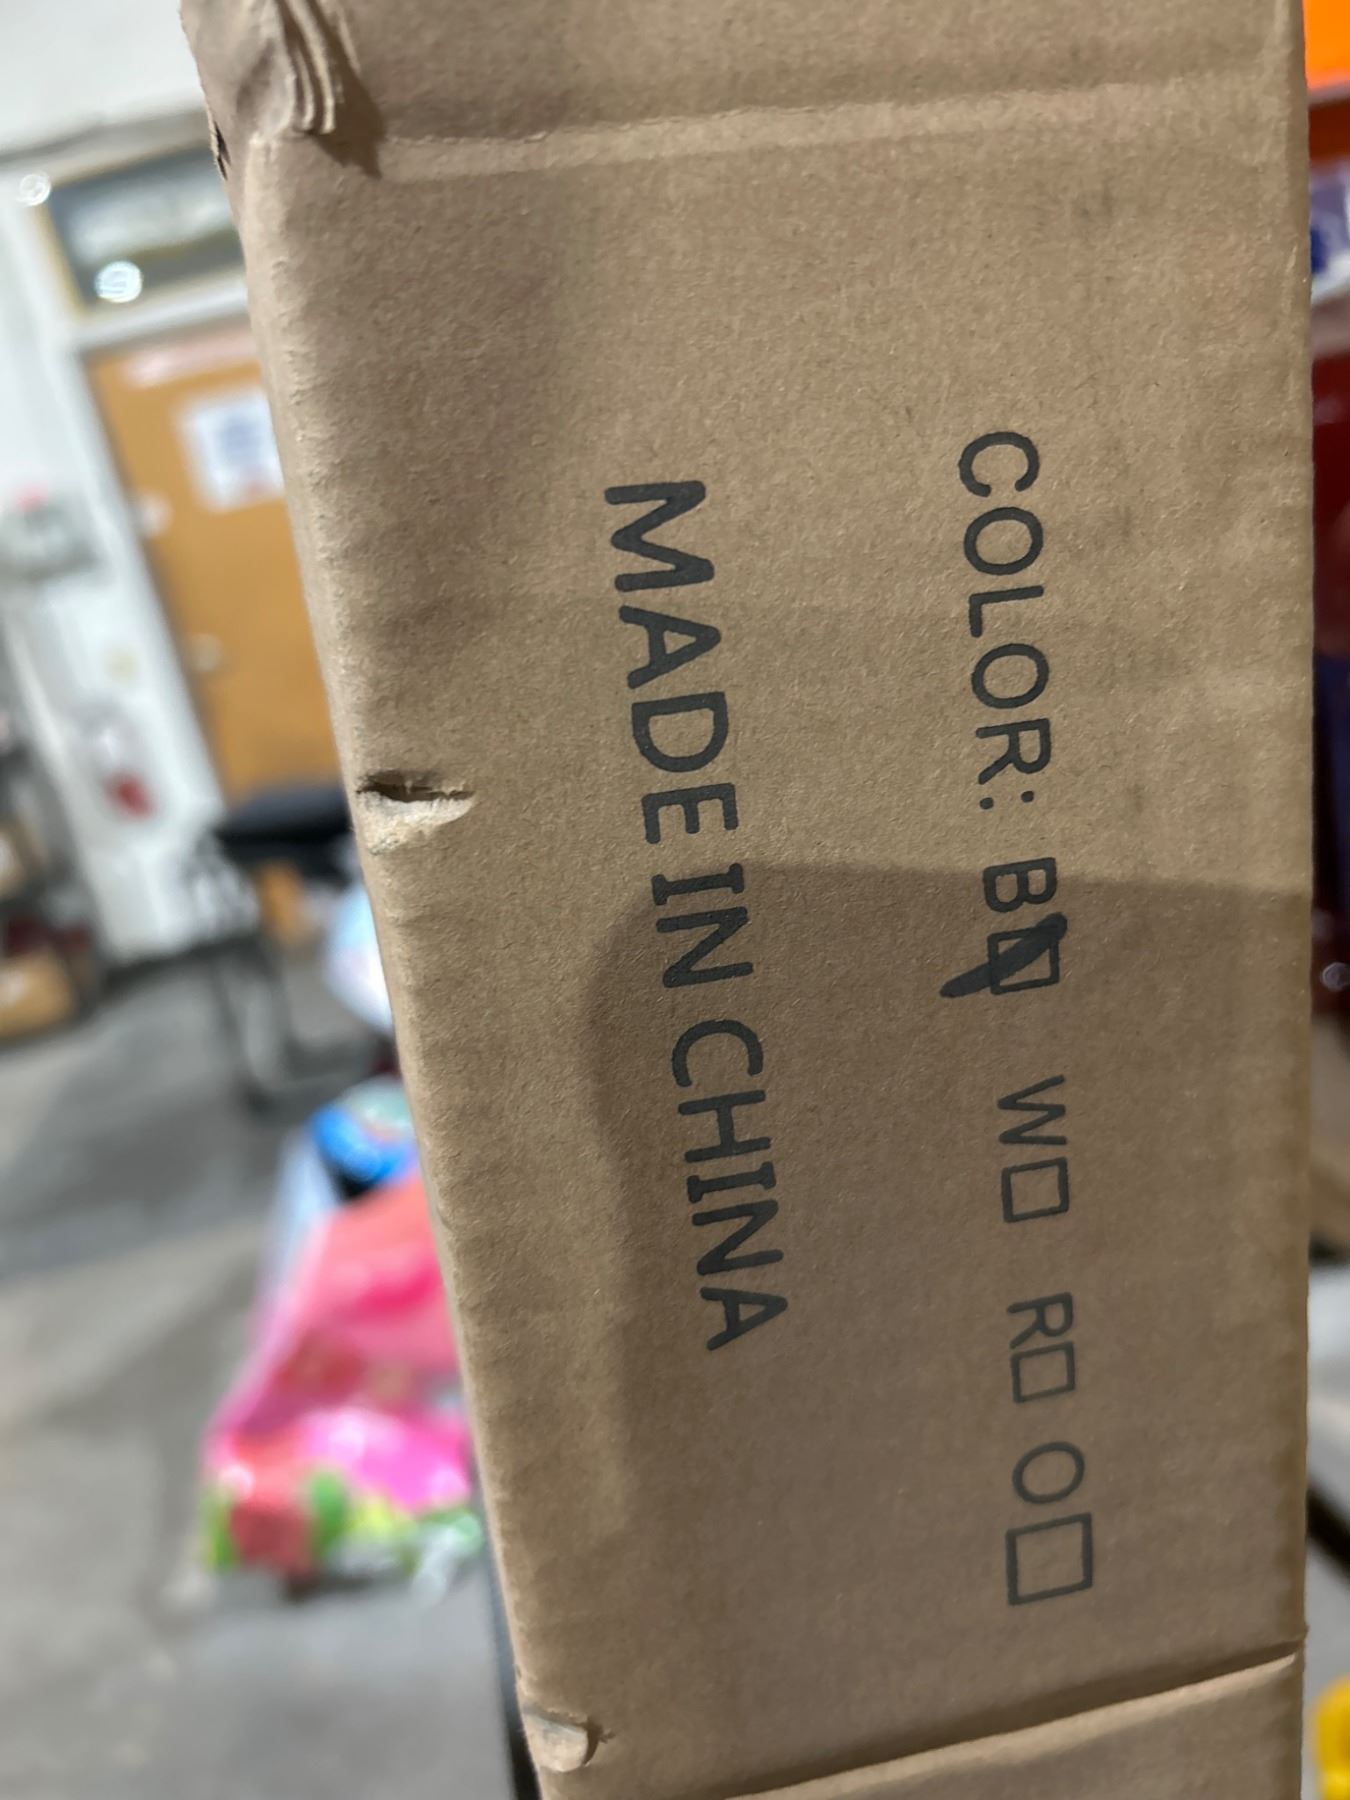 COLOR: B☑ W□ R□ O□
MADE IN CHINA